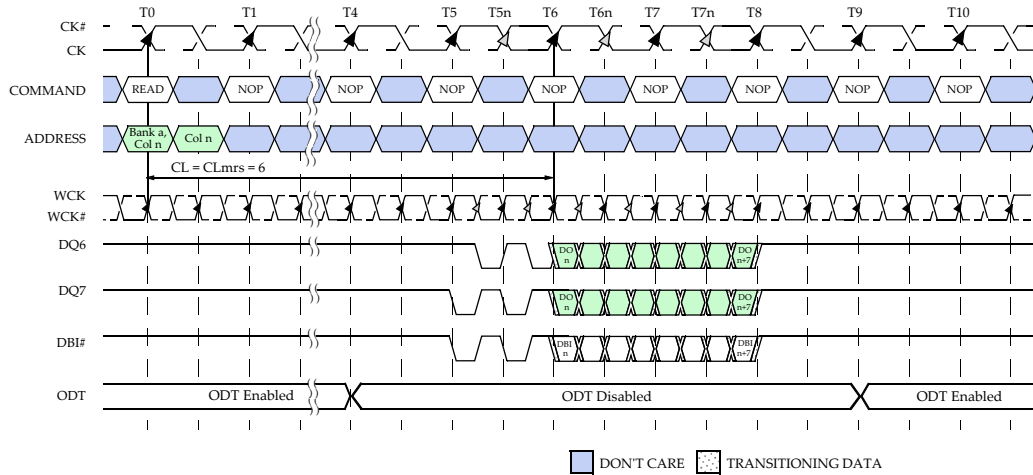 T0 T1 T4 T5 T5n T6 T6n T7 T7n T8 T9 T10
CK#
CK
COMMAND READ NOP NOP NOP NOP NOP NOP NOP NOP
ADDRESS Bank a, Col n Col n
CL = CLmrs = 6
WCK
WCK#
DQ6 DO n DO n+7
DQ7 DO n DO n+7
DBI# DBI n DBI n+7
ODT ODT Enabled ODT Disabled ODT Enabled
DON'T CARE TRANSITIONING DATA